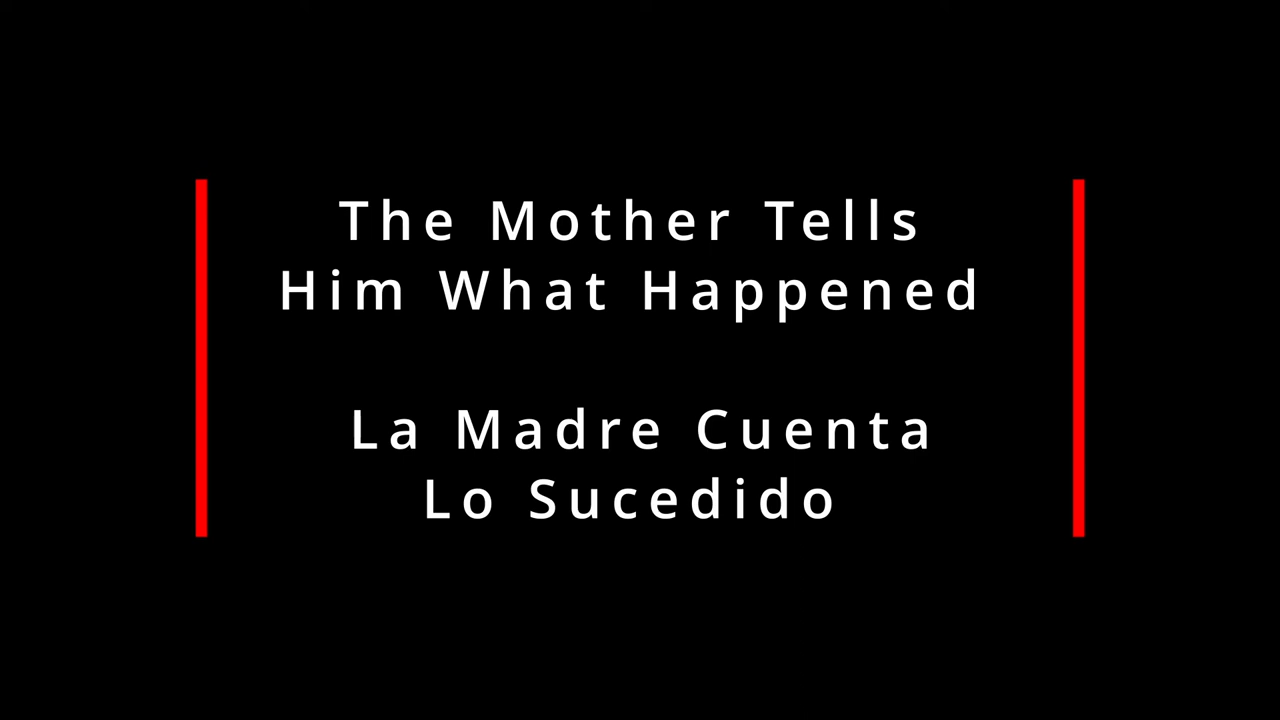 The Mother Tells
Him What Happened
La Madre Cuenta
Lo Sucedido